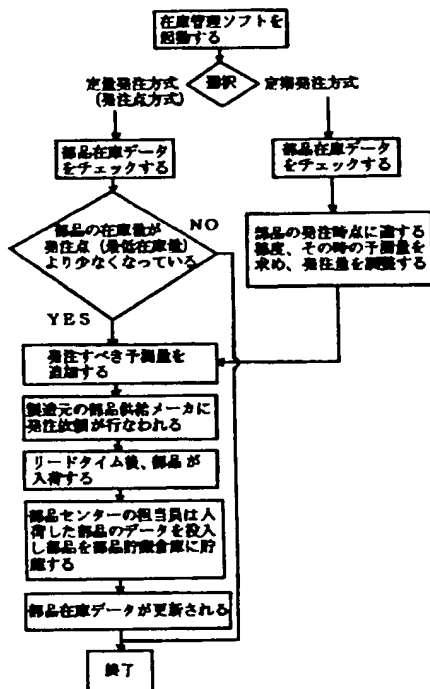 在庫管理ソフトを
起動する
選択
定量発注方式
(発注点方式)
定期発注方式
部品在庫データ
をチェックする
部品在庫データ
をチェックする
部品の在庫量が
発注点(最低在庫量)
より少なくなっている
NO
YES
部品の発注時点に達する
都度、その時の予測量を
求め、発注量を調整する
発注すべき予測量を
追加する
製造元の部品供給メーカに
発注依頼が行なわれる
リードタイム後、部品が
入荷する
部品センターの担当員は入
荷した部品のデータを投入
し部品を部品貯蔵倉庫に貯
蔵する
部品在庫データが更新される
終了